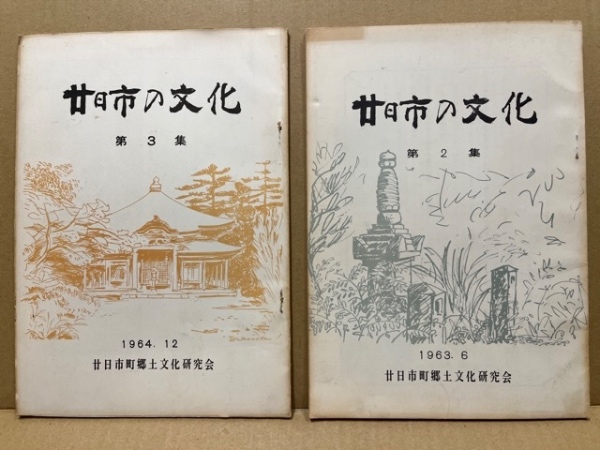 廿日市の文化
第3集
1964.12
廿日市町郷土文化研究会
廿日市の文化
第2集
1963.6
廿日市町郷土文化研究会